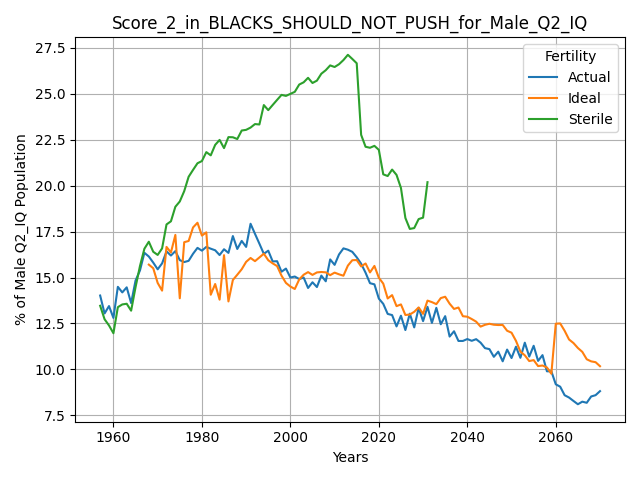 Score_2_in_BLACKS_SHOULD_NOT_PUSH_for_Male_Q2_IQ
Fertility
Actual
Ideal
Sterile
% of Male Q2_IQ Population
27.5
25.0
22.5
20.0
17.5
15.0
12.5
10.0
7.5
1960 1980 2000 2020 2040 2060
Years